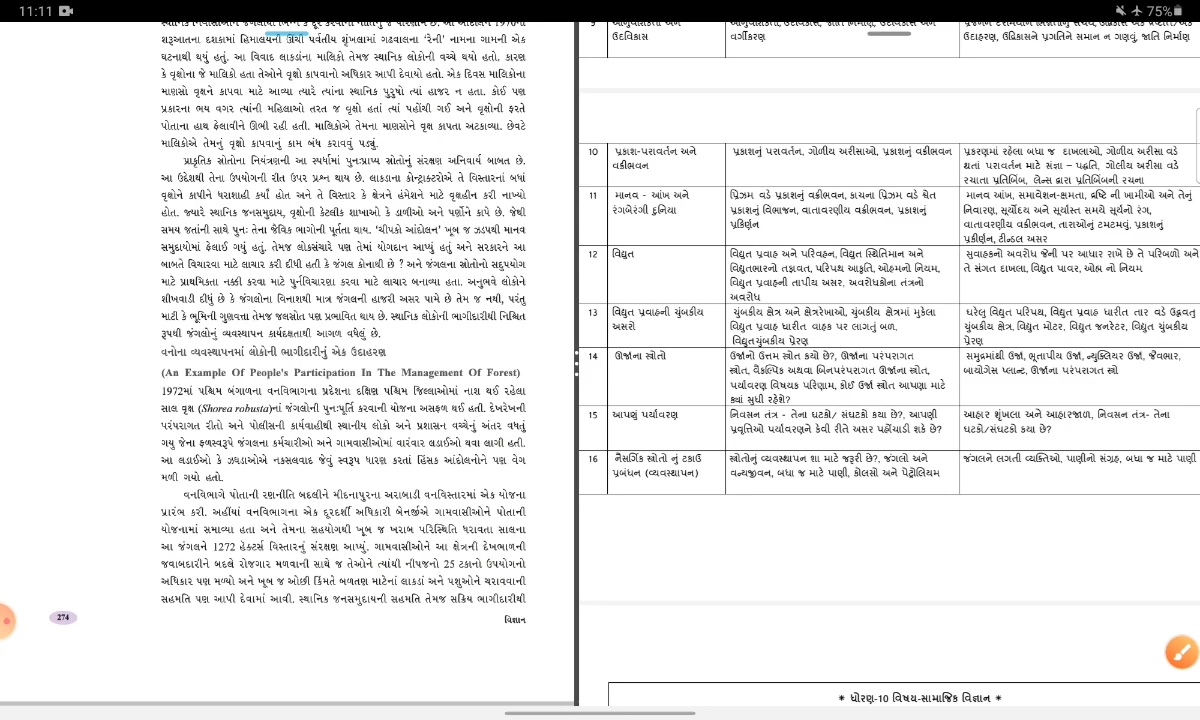 11:11
75%
શરૂઆતના દશકામાં હિમાલયની ઊંચી પર્વતીય શૃંખલામાં ગઢવાલના 'રેની' નામના ગામની એક
ઘટનાથી થયું હતું. આ વિવાદ લાકડાંના માલિકો તેમજ સ્થાનિક લોકોની વચ્ચે થયો હતો. કારણ
કે વૃક્ષોના જે માલિકો હતા તેઓને વૃક્ષો કાપવાનો અધિકાર આપી દેવાયો હતો. એક દિવસ માલિકોના
માણસો વૃક્ષને કાપવા માટે આવ્યા ત્યારે ત્યાંના સ્થાનિક પુરુષો ત્યાં હાજર ન હતા. કોઈ પણ
પ્રકારના ભય વગર ત્યાંની મહિલાઓ તરત જ વૃક્ષો હતાં ત્યાં પહોંચી ગઈ અને વૃક્ષોની ફરતે
પોતાના હાથ ફેલાવીને ઊભી રહી હતી. માલિકોએ તેમના માણસોને વૃક્ષ કાપતા અટકાવ્યા. છેવટે
માલિકોએ તેમનું વૃક્ષો કાપવાનું કામ બંધ કરાવવું પડ્યું.
પ્રાકૃતિક સ્રોતોના નિયંત્રણની આ સ્પર્ધામાં પુનઃપ્રાપ્ય સ્રોતોનું સંરક્ષણ અનિવાર્ય બાબત છે.
આ ઉદેશથી તેના ઉપયોગની રીત ઉપર પ્રશ્ન થાય છે. લાકડાના કોન્ટ્રાક્ટરોએ તે વિસ્તારનાં બધાં
વૃક્ષોને કાપીને ધરાશાહી કર્યાં હોત અને તે વિસ્તાર કે ક્ષેત્રને હંમેશને માટે વૃક્ષહીન કરી નાખ્યો
હોત. જ્યારે સ્થાનિક જનસમુદાય, વૃક્ષોની કેટલીક શાખાઓ કે ડાળીઓ અને પર્ણોને કાપે છે. જેથી
સમય જતાંની સાથે પુનઃ તેના જૈવિક ભાગોની પૂર્તતા થાય. 'ચીપકો આંદોલન' ખૂબ જ ઝડપથી માનવ
સમુદાયોમાં ફેલાઈ ગયું હતું. તેમજ લોકસંચારે પણ તેમાં યોગદાન આપ્યું હતું અને સરકારને આ
બાબતે વિચારવા માટે લાચાર કરી દીધી હતી કે જંગલ કોનાથી છે ? અને જંગલના સ્રોતોનો સદુપયોગ
માટે પ્રાથમિકતા નક્કી કરવા માટે પુર્નવિચારણા કરવા માટે લાચાર બનાવ્યા હતા. અનુભવે લોકોને
શીખવાડી દીધું છે કે જંગલોના વિનાશથી માત્ર જંગલની હાજરી અસર પામે છે તેમ જ નથી, પરંતુ
માટી કે ભૂમિની ગુણવત્તા તેમજ જલસ્રોત પણ પ્રભાવિત થાય છે. સ્થાનિક લોકોની ભાગીદારીથી નિશ્ચિત
રૂપથી જંગલોનું વ્યવસ્થાપન કાર્યદક્ષતાથી આગળ વધેલું છે.
વનોના વ્યવસ્થાપનમાં લોકોની ભાગીદારીનું એક ઉદાહરણ
(An Example Of People's Participation In The Management Of Forest)
1972માં પશ્ચિમ બંગાળના વનવિભાગના પ્રદેશના દક્ષિણ પશ્ચિમ જિલ્લાઓમાં નાશ થઈ રહેલા
સાલ વૃક્ષ (Shorea robusta)નાં જંગલોની પુનઃપૂર્તિ કરવાની યોજના અસફળ થઈ હતી. દેખરેખની
પરંપરાગત રીતો અને પોલીસની કાર્યવાહીથી સ્થાનીય લોકો અને પ્રશાસન વચ્ચેનું અંતર વધતું
ગયુ જેના ફળસ્વરૂપે જંગલના કર્મચારીઓ અને ગામવાસીઓમાં વારંવાર લડાઈઓ થવા લાગી હતી.
આ લડાઈઓ કે ઝઘડાઓએ નક્સલવાદ જેવું સ્વરૂપ ધારણ કરતાં હિંસક આંદોલનોને પણ વેગ
મળી ગયો હતો.
વનવિભાગે પોતાની રણનીતિ બદલીને મીદનાપુરના અરાબાડી વનવિસ્તારમાં એક યોજના
પ્રારંભ કરી. અહીંયાં વનવિભાગના એક દૂરદર્શી અધિકારી બેનર્જીએ ગામવાસીઓને પોતાની
યોજનામાં સમાવ્યા હતા અને તેમના સહયોગથી ખૂબ જ ખરાબ પરિસ્થિતિ ધરાવતા સાલના
આ જંગલને 1272 હેક્ટર્સ વિસ્તારનું સંરક્ષણ આપ્યું. ગામવાસીઓને આ ક્ષેત્રની દેખભાળની
જવાબદારીને બદલે રોજગાર મળવાની સાથે જ તેઓને ત્યાંથી નીપજનો 25 ટકાનો ઉપયોગનો
અધિકાર પણ મળ્યો અને ખૂબ જ ઓછી કિંમતે બળતણ માટેનાં લાકડાં અને પશુઓને ચરાવવાની
સહમતિ પણ આપી દેવામાં આવી. સ્થાનિક જનસમુદાયની સહમતિ તેમજ સક્રિય ભાગીદારીથી
274
વિજ્ઞાન
ઉદવિકાસ
વર્ગીકરણ
ઉદાહરણ, ઉદ્વિકાસને પ્રગતિને સમાન ન ગણવું, જાતિ નિર્માણ
10 પ્રકાશ-પરાવર્તન અને
વક્રીભવન
પ્રકાશનું પરાવર્તન, ગોળીય અરીસાઓ, પ્રકાશનું વક્રીભવન
પ્રકરણમાં રહેલા બધા જ દાખલાઓ, ગોળીય અરીસા વડે
થતાં પરાવર્તન માટે સંજ્ઞા – પદ્ધતિ, ગોલીય અરીસા વડે
રચાતા પ્રતિબિંબ, લેન્સ દ્વારા પ્રતિબિંબની રચના
11 માનવ - આંખ અને
રંગબેરંગી દુનિયા
પ્રિઝમ વડે પ્રકાશનું વક્રીભવન, કાચના પ્રિઝમ વડે શ્વેત
પ્રકાશનું વિભાજન, વાતાવરણીય વક્રીભવન, પ્રકાશનું
પ્રકિર્ણન
માનવ આંખ, સમાવેશન-ક્ષમતા, દ્રષ્ટિ ની ખામીઓ અને તેનું
નિવારણ, સૂર્યોદય અને સૂર્યાસ્ત સમયે સૂર્યનો રંગ,
વાતાવરણીય વક્રીભવન, તારાઓનું ટમટમવું, પ્રકાશનું
પ્રકીર્ણન, ટીન્ડલ અસર
12 વિદ્યુત
વિદ્યુત પ્રવાહ અને પરિવહન, વિદ્યુત સ્થિતિમાન અને
વિદ્યુતભારનો તફાવત, પરિપથ આકૃતિ, ઓહમનો નિયમ,
વિદ્યુત પ્રવાહની તાપીય અસર, અવરોધકોના તંત્રનો
અવરોધ
સુવાહકનો અવરોધ જેની પર આધાર રાખે છે તે પરિબળો અને
તે સંગત દાખલા, વિદ્યુત પાવર, ઓહ્મ નો નિયમ
13 વિદ્યુત પ્રવાહની ચુંબકીય
અસરો
ચુંબકીય ક્ષેત્ર અને ક્ષેત્રરેખાઓ, ચુંબકીય ક્ષેત્રમાં મુકેલા
વિદ્યુત પ્રવાહ ધારીત વાહક પર લાગતું બળ,
વિદ્યુતચુંબકીય પ્રેરણ
ઘરેલુ વિદ્યુત પરિપથ, વિદ્યુત પ્રવાહ ધારીત તાર વડે ઉદ્ભવતુ
ચુંબકીય ક્ષેત્ર, વિદ્યુત મોટર, વિદ્યુત જનરેટર, વિદ્યુત ચુંબકીય
પ્રેરણ
14 ઊર્જાના સ્રોતો
ઊર્જાનો ઉત્તમ સ્રોત કયો છે?, ઊર્જાના પરંપરાગત
સ્રોત, વૈકલ્પિક અથવા બિનપરંપરાગત ઊર્જાના સ્રોત,
પર્યાવરણ વિષયક પરિણામ, કોઈ ઉર્જા સ્રોત આપણા માટે
ક્યાં સુધી રહેશે?
સમુદ્રમાંથી ઉર્જા, ભૂતાપીય ઉર્જા, ન્યુક્લિયર ઉર્જા, જૈવભાર,
બાયોગેસ પ્લાન્ટ, ઊર્જાના પરંપરાગત સ્રો
15 આપણું પર્યાવરણ
નિવસન તંત્ર - તેના ઘટકો/ સંઘટકો કયા છે?, આપણી
પ્રવૃત્તિઓ પર્યાવરણને કેવી રીતે અસર પહોંચાડી શકે છે?
આહાર શૃંખલા અને આહારજાળ, નિવસન તંત્ર- તેના
ઘટકો/સંઘટકો કયા છે?
16 નૈસર્ગિક સ્રોતો નું ટકાઉ
પ્રબંધન (વ્યવસ્થાપન)
સ્રોતોનું વ્યવસ્થાપન શા માટે જરૂરી છે?, જંગલો અને
વન્યજીવન, બધા જ માટે પાણી, કોલસો અને પેટ્રોલિયમ
જંગલને લગતી વ્યક્તિઓ, પાણીનો સંગ્રહ, બધા જ માટે પાણી
* ધોરણ-10 વિષય-સામાજિક વિજ્ઞાન *